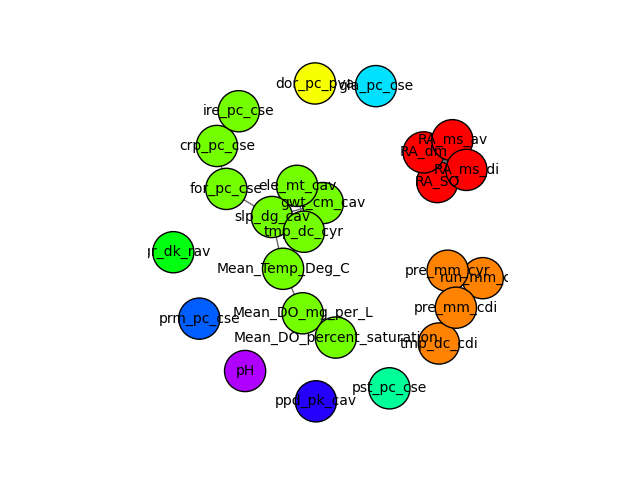 dor_pc_pva
gla_pc_cse
ire_pc_cse
RA_ms_av
crp_pc_cse
RA_dm
RA_ms_di
RA_SO
for_pc_cse
ele_mt_cav
gwt_cm_cav
slp_dg_cav
tmp_dc_cyr
gr_dk_rav
Mean_Temp_Deg_C
pre_mm_cyr
run_mm_c
pre_mm_cdi
prm_pc_cse
Mean_DO_mg_per_L
Mean_DO_percent_saturation
tmp_dc_cdi
pH
pst_pc_cse
ppd_pk_cav